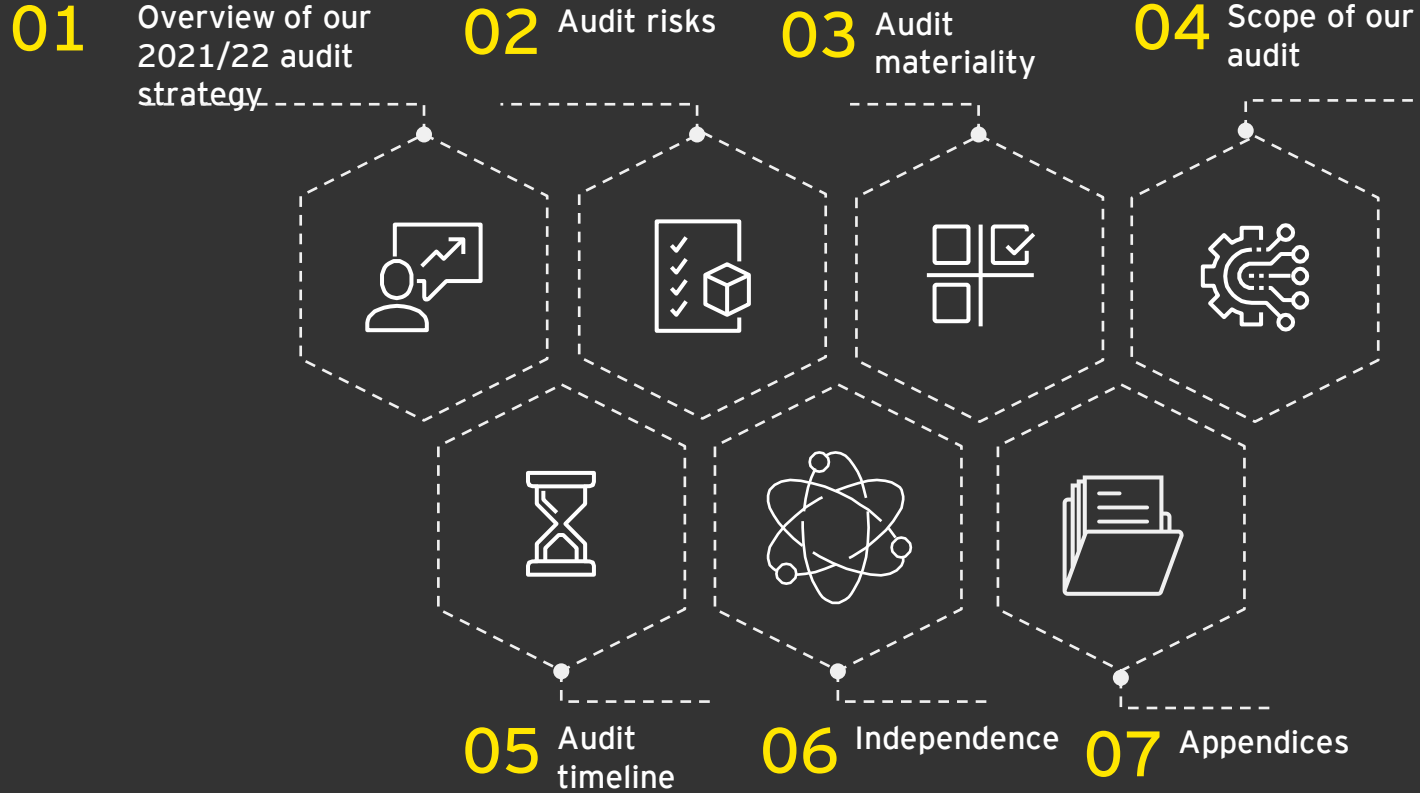 01
Overview of our
2021/22 audit
strategy
02
Audit risks
03
Audit
materiality
04
Scope of our
audit
05
Audit
timeline
06
Independence
07
Appendices